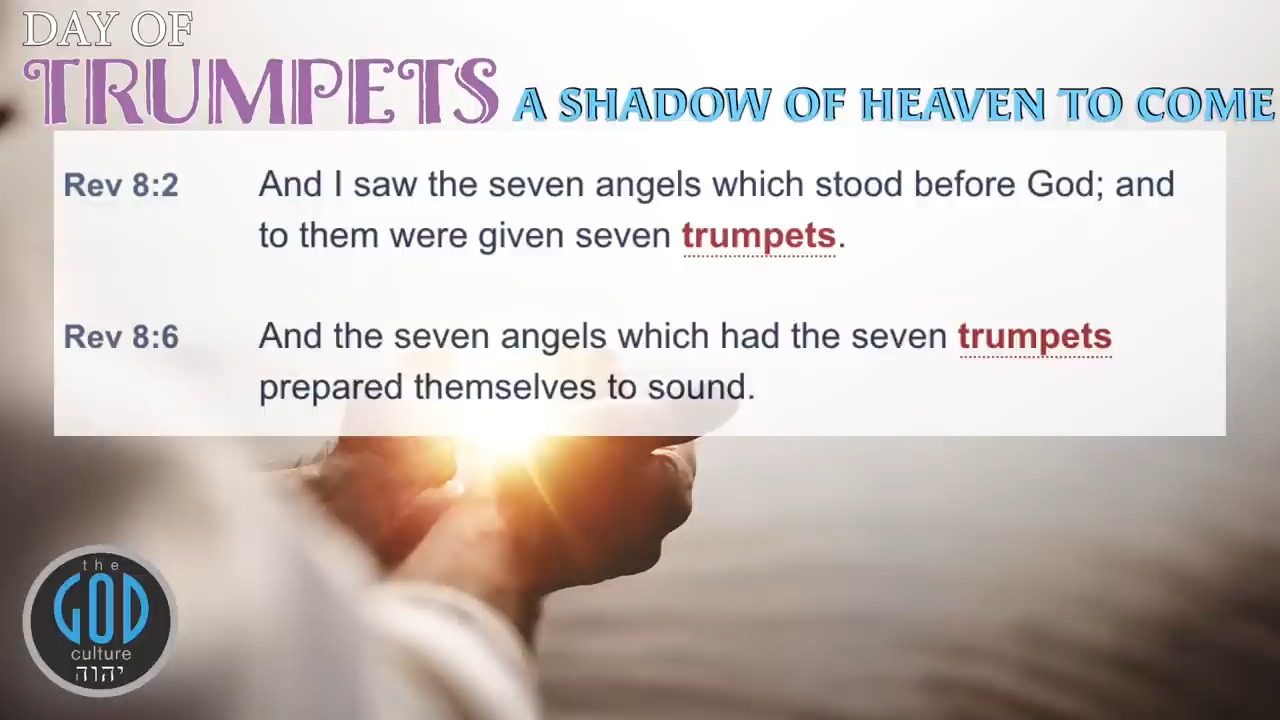 DAY OF
TRUMPETS A SHADOW OF HEAVEN TO COME
Rev 8:2 And I saw the seven angels which stood before God; and
to them were given seven trumpets.
Rev 8:6 And the seven angels which had the seven trumpets
prepared themselves to sound.
the
GOD
culture
יהוה